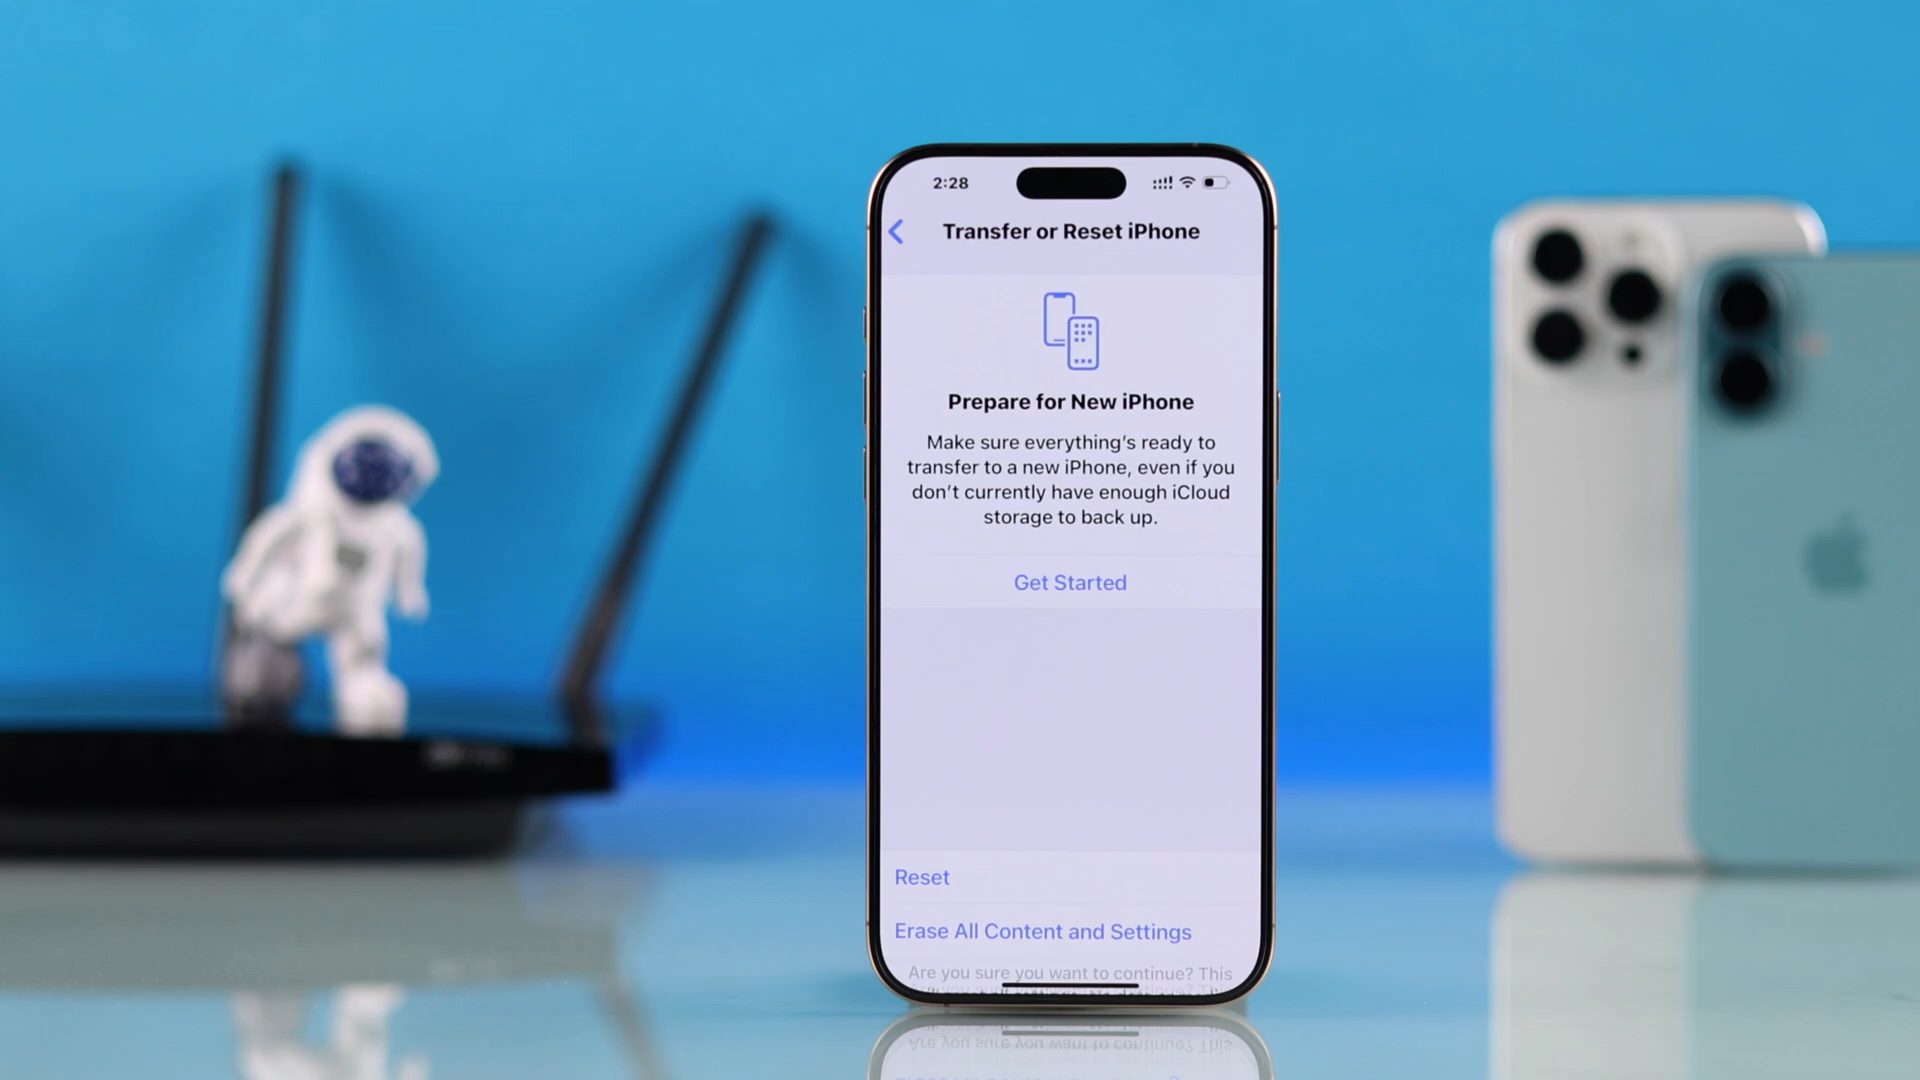 2:28
Transfer or Reset iPhone
Prepare for New iPhone
Make sure everything's ready to
transfer to a new iPhone, even if you
don't currently have enough iCloud
storage to back up.
Get Started
Reset
Erase All Content and Settings
Are you sure you want to continue? This